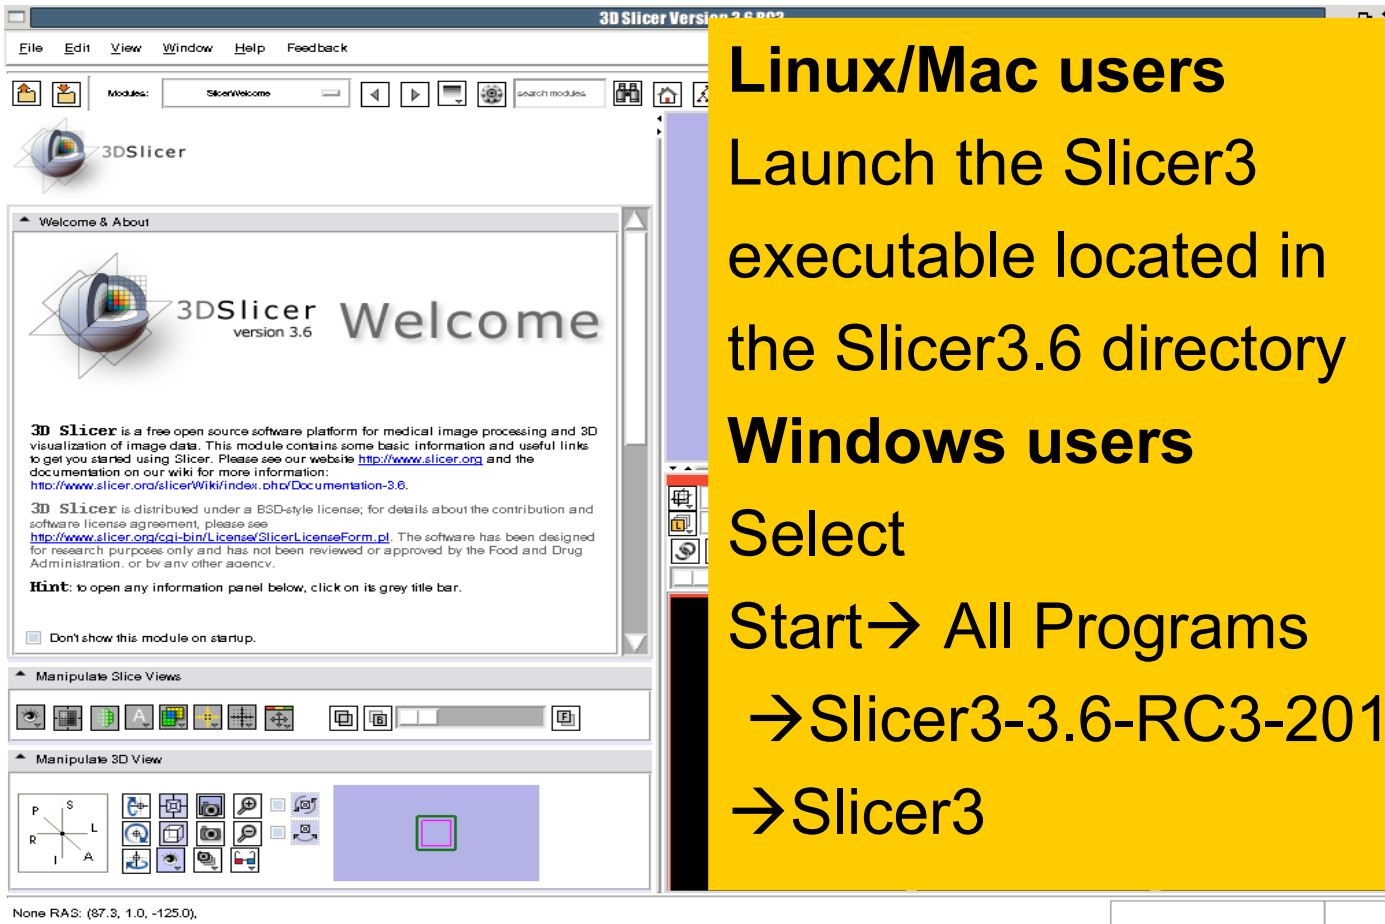 3D Slicer Version 3.6 RC3
File Edit View Window Help Feedback
Modules: SlicerWelcome search modules
3DSlicer
Welcome & About
3DSlicer
version 3.6
Welcome
3D Slicer is a free open source software platform for medical image processing and 3D
visualization of image data. This module contains some basic information and useful links
to get you started using Slicer. Please see our website http://www.slicer.org and the
documentation on our wiki for more information:
http://www.slicer.org/slicerWiki/index.php/Documentation-3.6.
3D Slicer is distributed under a BSD-style license; for details about the contribution and
software license agreement, please see
http://www.slicer.org/cgi-bin/License/SlicerLicenseForm.pl. The software has been designed
for research purposes only and has not been reviewed or approved by the Food and Drug
Administration, or by any other agency.
Hint: to open any information panel below, click on its grey title bar.
Don't show this module on startup.
Manipulate Slice Views
A B F
Manipulate 3D View
P S
R L
I A
None RAS: (87.3, 1.0, -125.0),
L
Linux/Mac users
Launch the Slicer3
executable located in
the Slicer3.6 directory
Windows users
Select
Start→ All Programs
→Slicer3-3.6-RC3-201
→Slicer3